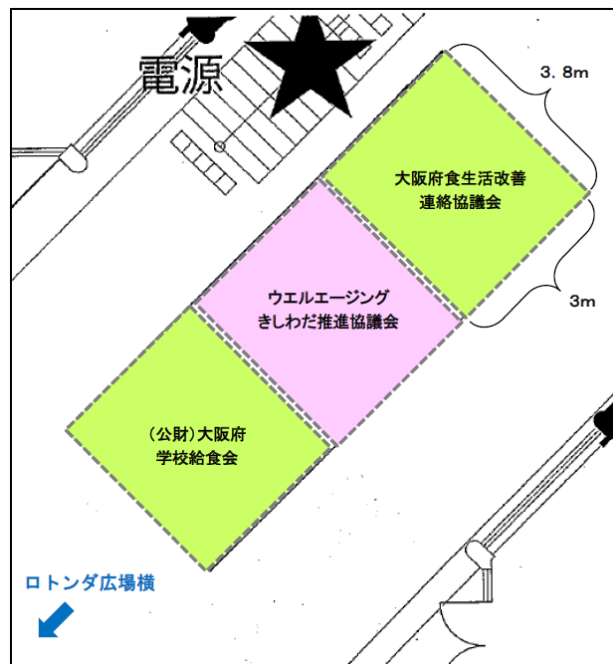 電源
3.8m
大阪府食生活改善
連絡協議会
3m
ウエルエージング
きしわだ推進協議会
（公財）大阪府
学校給食会
ロトンダ広場横